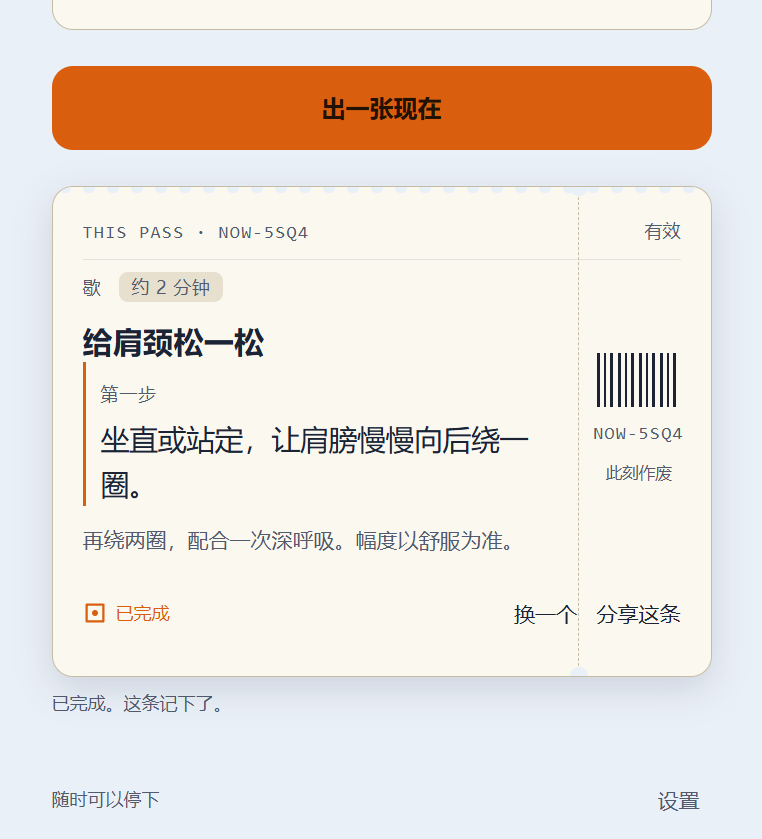 出一张现在
THIS PASS · NOW-5SQ4
有效
歇
约 2 分钟
给肩颈松一松
第一步
坐直或站定，让肩膀慢慢向后绕一
圈。
再绕两圈，配合一次深呼吸。幅度以舒服为准。
NOW-5SQ4
此刻作废
已完成
换一个
分享这条
已完成。这条记下了。
随时可以停下
设置